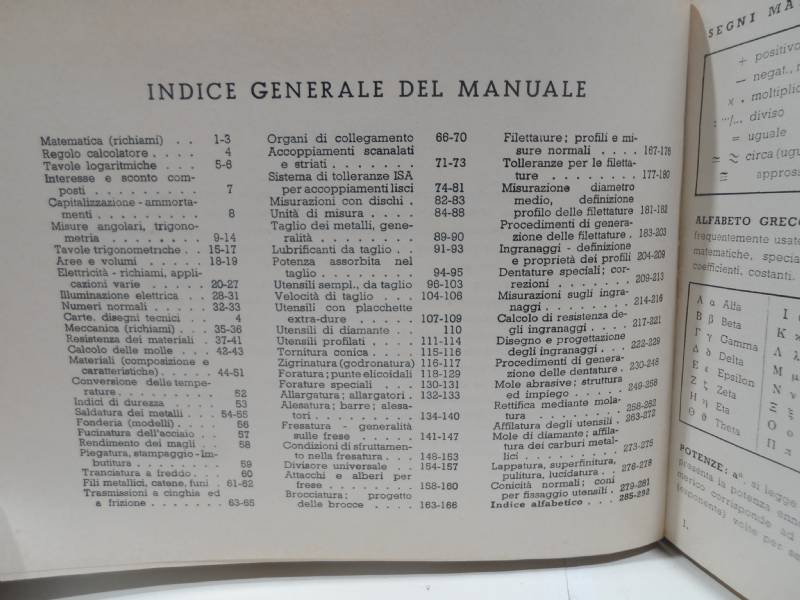 INDICE GENERALE DEL MANUALE
Matematica (richiami) . . 1-3
Regolo calcolatore . . . . 4
Tavole logaritmiche . . . 5-6
Interesse e sconto com-
posti . . . . . . . . . 7
Capitalizzazione - ammorta-
menti . . . . . . . . . 8
Misure angolari, trigono-
metria . . . . . . . . 9-14
Tavole trigonometriche . . 15-17
Aree e volumi . . . . 18-19
Elettricità - richiami, appli-
cazioni varie . . . . . 20-27
Illuminazione elettrica . . 28-31
Numeri normali . . . . 32-33
Carte. disegni tecnici . . 4
Meccanica (richiami) . . . 35-36
Resistenza dei materiali . 37-41
Calcolo delle molle . . . 42-43
Materiali (composizione e
caratteristiche) . . . . 44-51
Conversione delle tempe-
rature . . . . . . . . 52
Indici di durezza . . . . 53
Saldatura dei metalli . . 54-55
Fonderia (modelli) . . . 56
Fucinatura dell'acciaio . . 57
Rendimento dei magli . . 58
Piegatura, stampaggio - Im-
butitura . . . . . . . 59
Tranciatura a freddo . . . 60
Fili metallici, catene, funi . 61-62
Trasmissioni a cinghia ed
a frizione . . . . . . 63-65
Organi di collegamento 66-70
Accoppiamenti scanalati
e striati . . . . . . 71-73
Sistema di tolleranze ISA
per accoppiamenti lisci 74-81
Misurazioni con dischi . 82-83
Unità di misura . . . . 84-88
Taglio dei metalli, gene-
ralità . . . . . . . 89-90
Lubrificanti da taglio . . 91-93
Potenza assorbita nel
taglio . . . . . . . 94-95
Utensili sempl., da taglio 96-103
Velocità di taglio . . . 104-106
Utensili con placchette
extra-dure . . . . . 107-109
Utensili di diamante . . 110
Utensili profilati . . . . 111-114
Tornitura conica . . . . 115-116
Zigrinatura (godronatura) 116-117
Foratura; punte elicoidali 118-129
Forature speciali . . . . 130-131
Allargatura; allargatori . 132-133
Alesatura; barre; alesa-
tori . . . . . . . . 134-140
Fresatura - generalità
sulle frese . . . . . 141-147
Condizioni di sfruttamen-
to nella fresatura . . . 148-153
Divisore universale . . 154-157
Attacchi e alberi per
frese . . . . . . . . 158-160
Brocciatura; progetto
delle brocce . . . . . 163-166
Filettature; profili e mi-
sure normali . . . . 167-176
Tolleranze per le filetta-
ture . . . . . . . . 177-180
Misurazione diametro
medio, definizione
profilo delle filettature 181-182
Procedimenti di genera-
zione delle filettature . 183-203
Ingranaggi - definizione
e proprietà dei profili 204-209
Dentature speciali; cor-
rezioni . . . . . . . 209-213
Misurazioni sugli ingra-
naggi . . . . . . . . 214-216
Calcolo di resistenza de-
gli ingranaggi . . . . 217-221
Disegno e progettazione
degli ingranaggi . . . 222-229
Procedimenti di genera-
zione delle dentature . 230-248
Mole abrasive; struttura
ed impiego . . . . . 249-258
Rettifica mediante mola-
tura . . . . . . . . 258-262
Affilatura degli utensili . 263-272
Mole di diamante; affila-
tura dei carburi metal-
lici . . . . . . . . 273-275
Lappatura, superfinitura,
pulitura, lucidatura . . 276-278
Conicità normali; coni
per fissaggio utensili . 279-281
Indice alfabetico . . . 285-292
SEGNI MA
+ positivo
— negat.,
× . moltiplic
: ⁻/... diviso
= uguale
≃ ≈ circa (ugu
≅ appross
ALFABETO GRECO
frequentemente usate
matematiche, specia
coefficienti, costanti.
Α α Alfa
Β β Beta
Γ γ Gamma
Δ δ Delta
Ε ε Epsilon
Ζ ζ Zeta
Η η Eta
Θ θ Theta
Ι
Κ κ
Λ λ
Μ μ
Ν ν
Ξ ξ
Ο ο
Π
POTENZE: aⁿ. si legge
presenta la potenza enn
merico corrisponde ad
(esponente) volte per se
1.